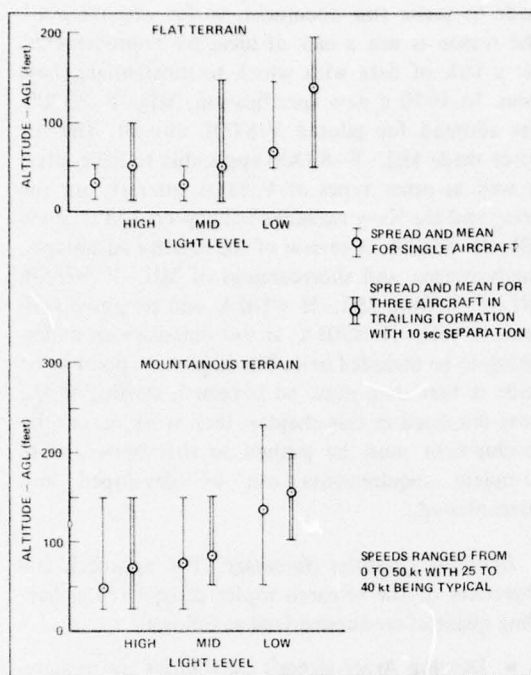 FLAT TERRAIN
200
100
0
ALTITUDE – AGL (feet)
HIGH
MID
LOW
LIGHT LEVEL
SPREAD AND MEAN
FOR SINGLE AIRCRAFT
SPREAD AND MEAN FOR
THREE AIRCRAFT IN
TRAILING FORMATION
WITH 10 sec SEPARATION
300
MOUNTAINOUS TERRAIN
200
100
0
ALTITUDE – AGL (feet)
HIGH
MID
LOW
LIGHT LEVEL
SPEEDS RANGED FROM
0 TO 50 kt WITH 25 TO
40 kt BEING TYPICAL